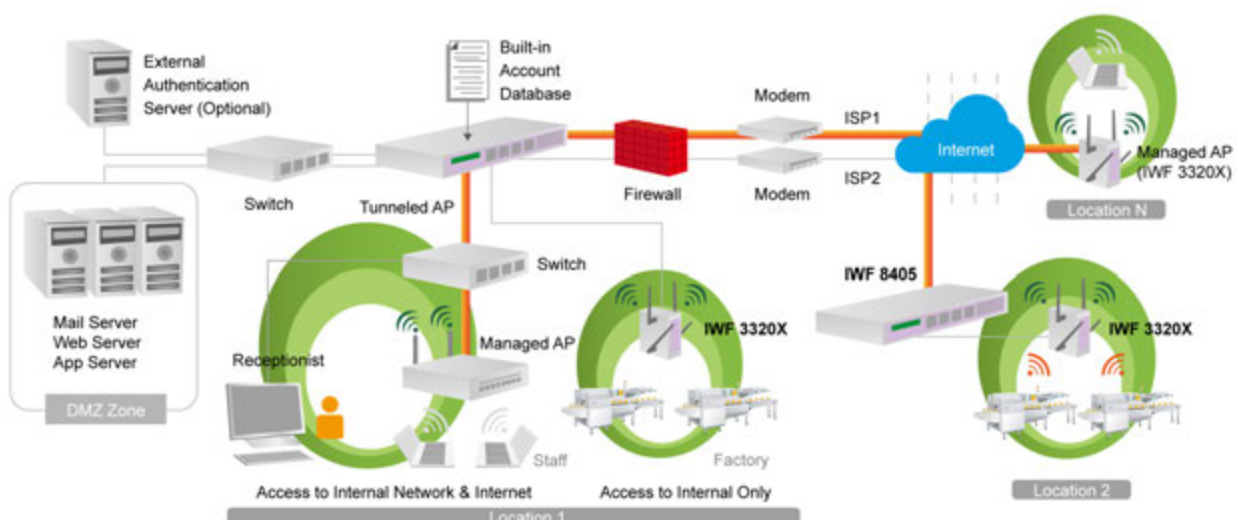 External
Authentication
Server (Optional)
Built-in
Account
Database
Modem
ISP1
Internet
Managed AP
(IWF 3320X)
Location N
Switch
Firewall
Modem
ISP2
Tunneled AP
Switch
IWF 8405
Mail Server
Web Server
App Server
DMZ Zone
Receptionist
Managed AP
IWF 3320X
IWF 3320X
Staff
Factory
Access to Internal Network & Internet
Access to Internal Only
Location 2
Location 1